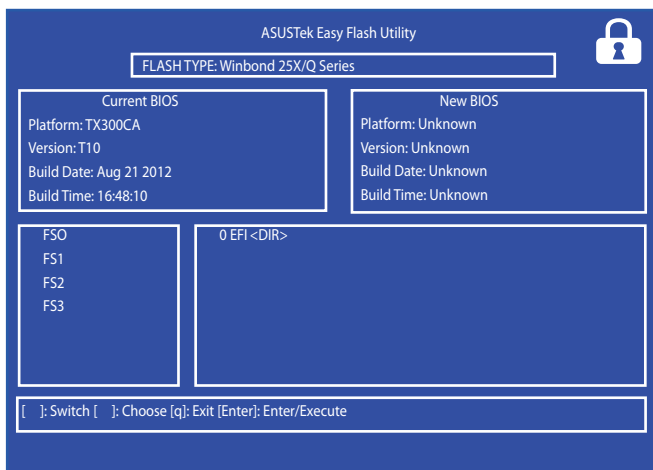 ASUSTek Easy Flash Utility
FLASH TYPE: Winbond 25X/Q Series
Current BIOS
Platform: TX300CA
Version: T10
Build Date: Aug 21 2012
Build Time: 16:48:10
New BIOS
Platform: Unknown
Version: Unknown
Build Date: Unknown
Build Time: Unknown
FSO
FS1
FS2
FS3
0 EFI <DIR>
[ ]: Switch [ ]: Choose [q]: Exit [Enter]: Enter/Execute